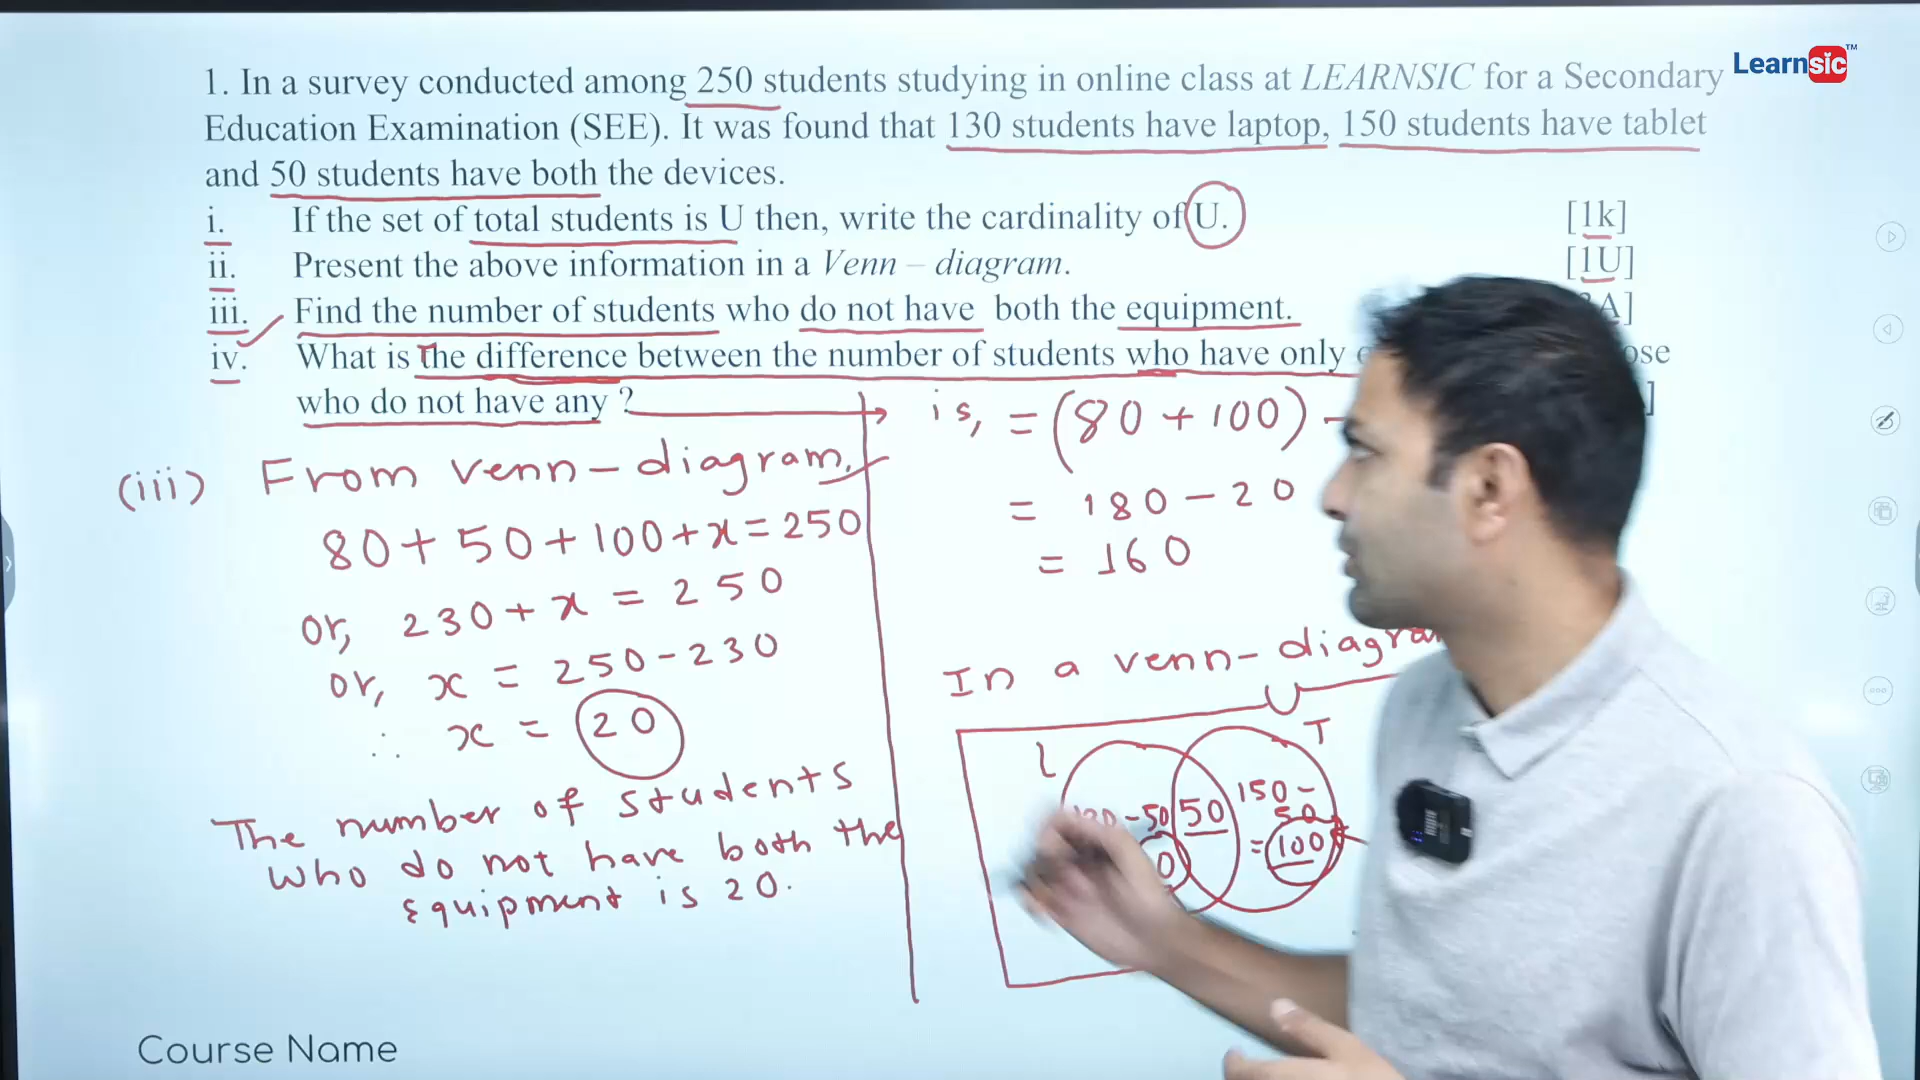 Learnsic™
1. In a survey conducted among 250 students studying in online class at LEARNSIC for a Secondary
Education Examination (SEE). It was found that 130 students have laptop, 150 students have tablet
and 50 students have both the devices.
i. If the set of total students is U then, write the cardinality of U. [1k]
ii. Present the above information in a Venn – diagram. [1U]
iii. Find the number of students who do not have both the equipment. A]
iv. What is the difference between the number of students who have only
who do not have any ? ]
is, = (80 + 100) -
= 180 - 20
= 160
(iii) From venn-diagram,
80 + 50 + 100 + x = 250
or, 230 + x = 250
or, x = 250 - 230
∴ x = 20
The number of students
who do not have both the
equipment is 20.
In a venn-diagram
U
L T
-50 50 150 -
50
0 = 100
Course Name